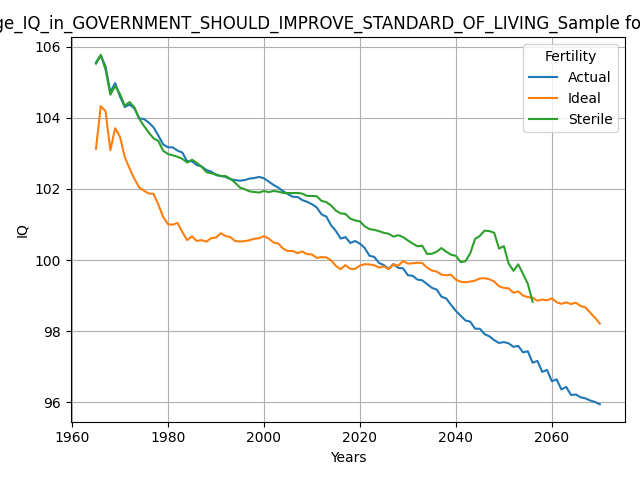 ge_IQ_in_GOVERNMENT_SHOULD_IMPROVE_STANDARD_OF_LIVING_Sample fo
106
104
102
100
98
96
IQ
1960
1980
2000
2020
2040
2060
Years
Fertility
Actual
Ideal
Sterile